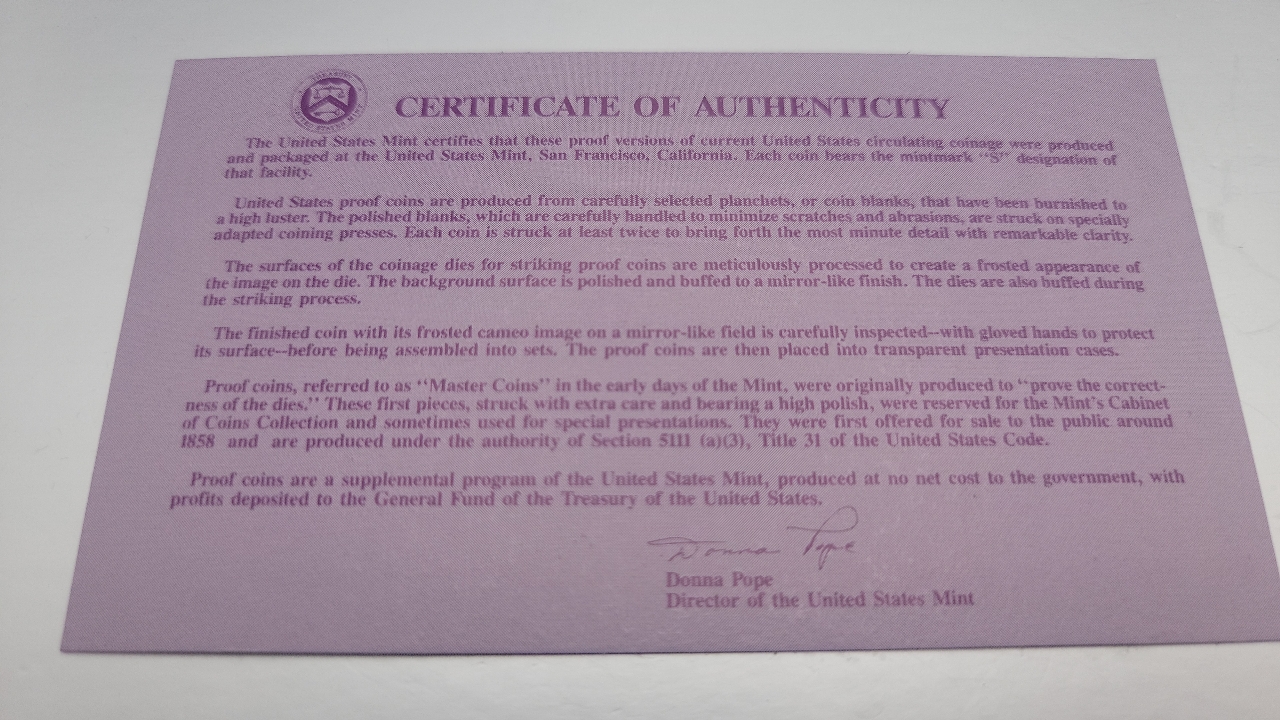 CERTIFICATE OF AUTHENTICITY
The United States Mint certifies that these proof versions of current United States circulating coinage were produced
and packaged at the United States Mint, San Francisco, California. Each coin bears the mintmark "S" designation of
that facility.
United States proof coins are produced from carefully selected planchets, or coin blanks, that have been burnished to
a high luster. The polished blanks, which are carefully handled to minimize scratches and abrasions, are struck on specially
adapted coining presses. Each coin is struck at least twice to bring forth the most minute detail with remarkable clarity.
The surfaces of the coinage dies for striking proof coins are meticulously processed to create a frosted appearance of
the image on the die. The background surface is polished and buffed to a mirror-like finish. The dies are also buffed during
the striking process.
The finished coin with its frosted cameo image on a mirror-like field is carefully inspected--with gloved hands to protect
its surface--before being assembled into sets. The proof coins are then placed into transparent presentation cases.
Proof coins, referred to as "Master Coins" in the early days of the Mint, were originally produced to "prove the correct-
ness of the dies." These first pieces, struck with extra care and bearing a high polish, were reserved for the Mint's Cabinet
of Coins Collection and sometimes used for special presentations. They were first offered for sale to the public around
1858 and are produced under the authority of Section 5111 (a)(3), Title 31 of the United States Code.
Proof coins are a supplemental program of the United States Mint, produced at no net cost to the government, with
profits deposited to the General Fund of the Treasury of the United States.
Donna Pope
Donna Pope
Director of the United States Mint